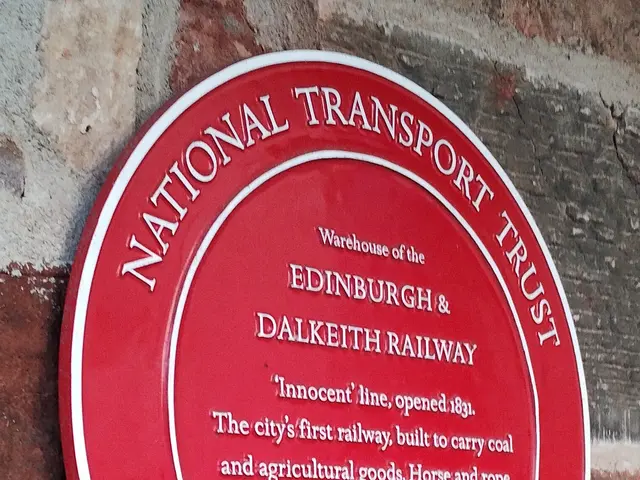 NATIONAL TRANSPORT TRUST
Warehouse of the
EDINBURGH &
DALKEITH RAILWAY
'Innocent' line, opened 1831.
The city's first railway, built to carry coal
and agricultural goods. Horse and rope